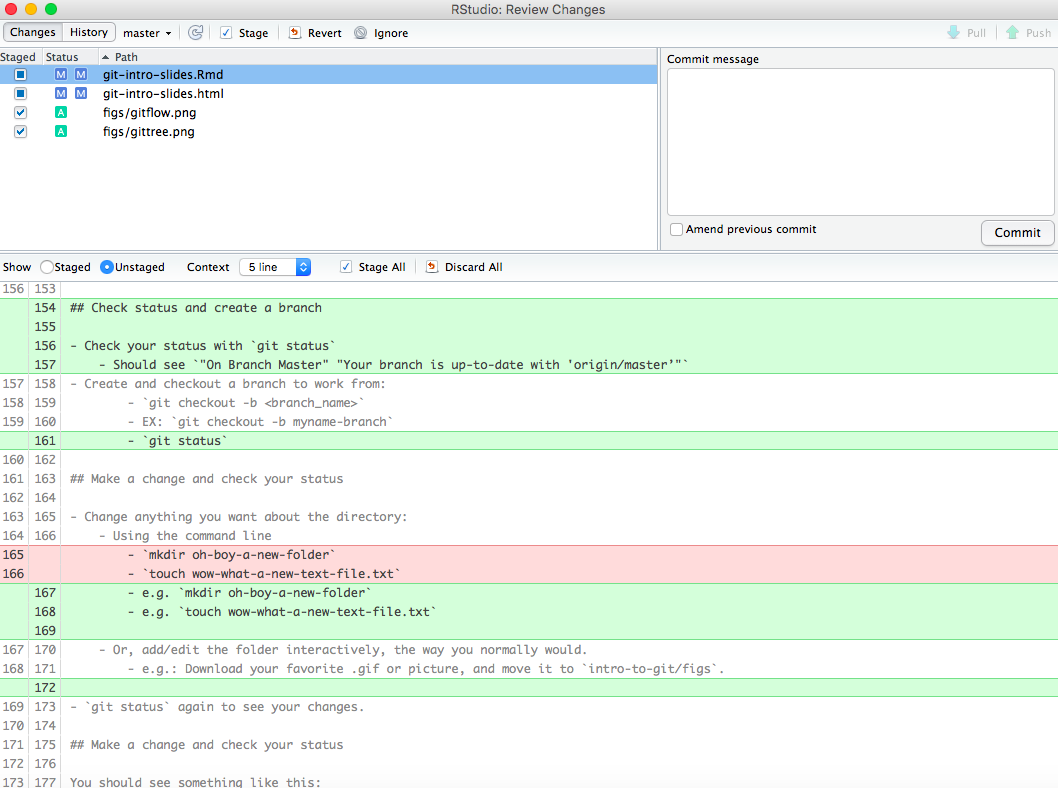 RStudio: Review Changes
Changes History master Stage Revert Ignore Pull Push
Staged Status Path
M M git-intro-slides.Rmd
M M git-intro-slides.html
A figs/gitflow.png
A figs/gittree.png
Commit message
Amend previous commit
Commit
Show Staged Unstaged Context 5 line Stage All Discard All
156 153
154 ## Check status and create a branch
155
156 - Check your status with `git status`
157 - Should see `"On Branch Master" "Your branch is up-to-date with 'origin/master’"`
157 158 - Create and checkout a branch to work from:
158 159 - `git checkout -b <branch_name>`
159 160 - EX: `git checkout -b myname-branch`
161 - `git status`
160 162
161 163 ## Make a change and check your status
162 164
163 165 - Change anything you want about the directory:
164 166 - Using the command line
165 - `mkdir oh-boy-a-new-folder`
166 - `touch wow-what-a-new-text-file.txt`
167 - e.g. `mkdir oh-boy-a-new-folder`
168 - e.g. `touch wow-what-a-new-text-file.txt`
169
167 170 - Or, add/edit the folder interactively, the way you normally would.
168 171 - e.g.: Download your favorite .gif or picture, and move it to `intro-to-git/figs`.
172
169 173 - `git status` again to see your changes.
170 174
171 175 ## Make a change and check your status
172 176
173 177 You should see something like this: